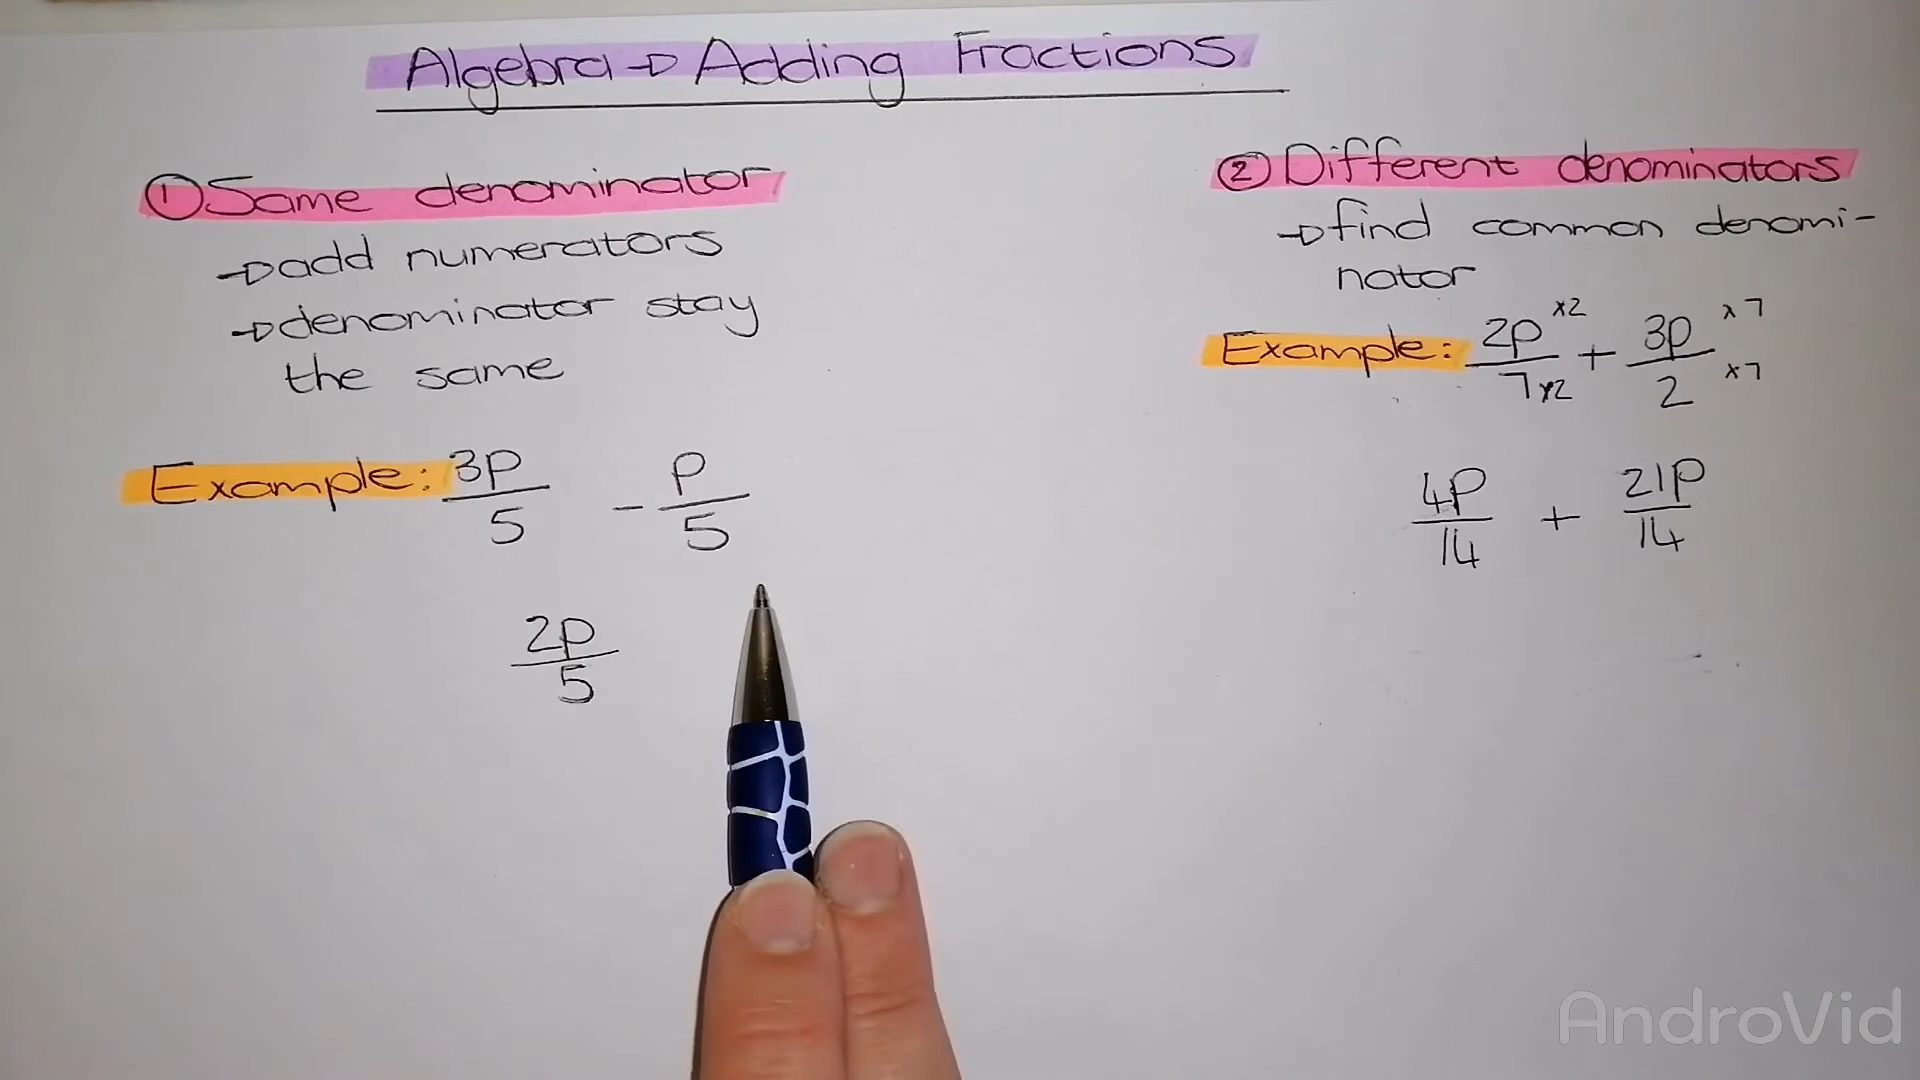 Algebra → Adding Fractions
① Same denominator
→ add numerators
→ denominator stay
the same
Example: 3p/5 - p/5
2p/5
② Different denominators
→ find common denomi-
nator
Example: 2p ×2/7 ×2 + 3p ×7/2 ×7
4p/14 + 21p/14
AndroVid